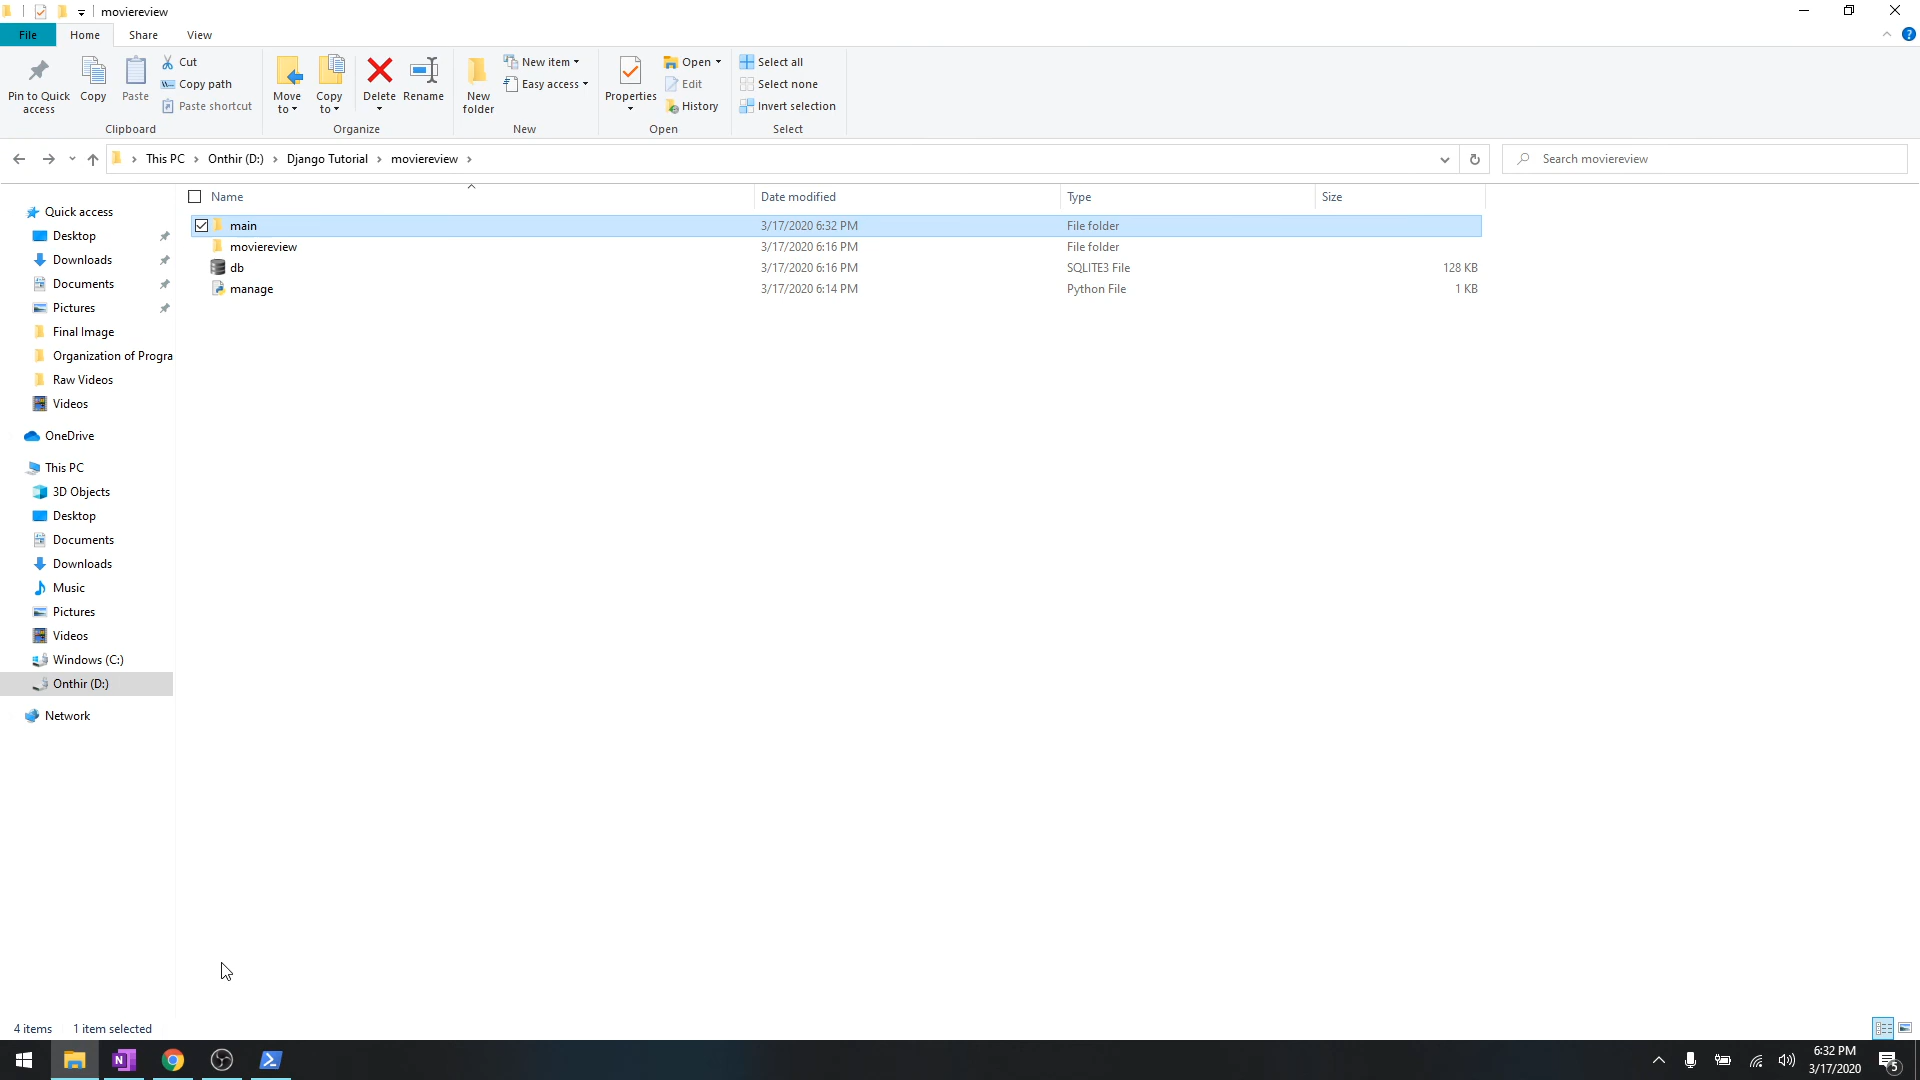 moviereview
File Home Share View
Pin to Quick access
Copy
Paste
Cut
Copy path
Paste shortcut
Clipboard
Move to
Copy to
Delete
Rename
Organize
New folder
New item
Easy access
New
Properties
Open
Edit
History
Open
Select all
Select none
Invert selection
Select
This PC Onthir (D:) Django Tutorial moviereview
Search moviereview
Name Date modified Type Size
main 3/17/2020 6:32 PM File folder
moviereview 3/17/2020 6:16 PM File folder
db 3/17/2020 6:16 PM SQLITE3 File 128 KB
manage 3/17/2020 6:14 PM Python File 1 KB
Quick access
Desktop
Downloads
Documents
Pictures
Final Image
Organization of Progra
Raw Videos
Videos
OneDrive
This PC
3D Objects
Desktop
Documents
Downloads
Music
Pictures
Videos
Windows (C:)
Onthir (D:)
Network
4 items 1 item selected
6:32 PM
3/17/2020
5